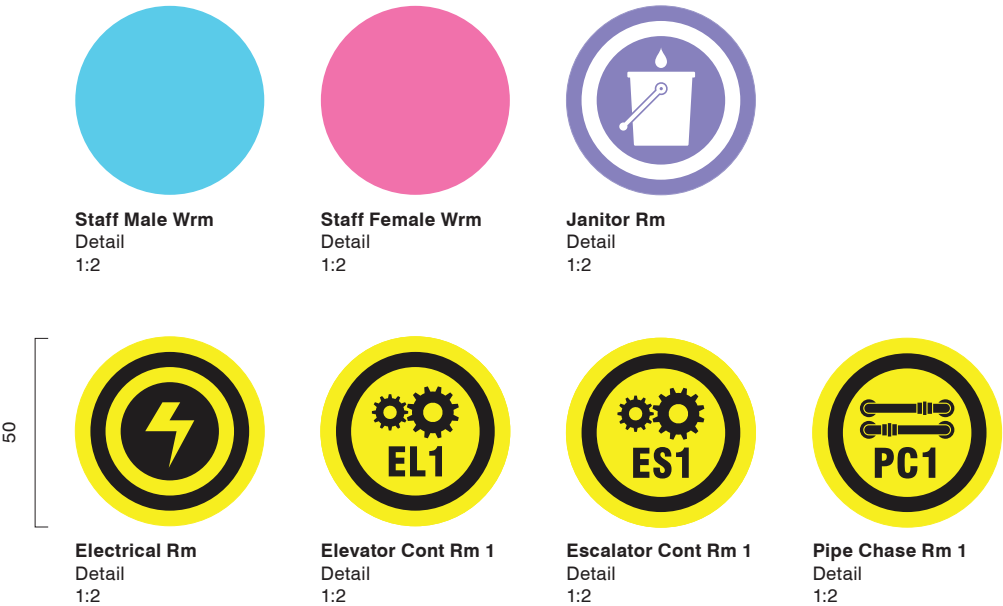 Staff Male Wrm
Detail
1:2
Staff Female Wrm
Detail
1:2
Janitor Rm
Detail
1:2
50
EL1
ES1
PC1
Electrical Rm
Detail
1:2
Elevator Cont Rm 1
Detail
1:2
Escalator Cont Rm 1
Detail
1:2
Pipe Chase Rm 1
Detail
1:2